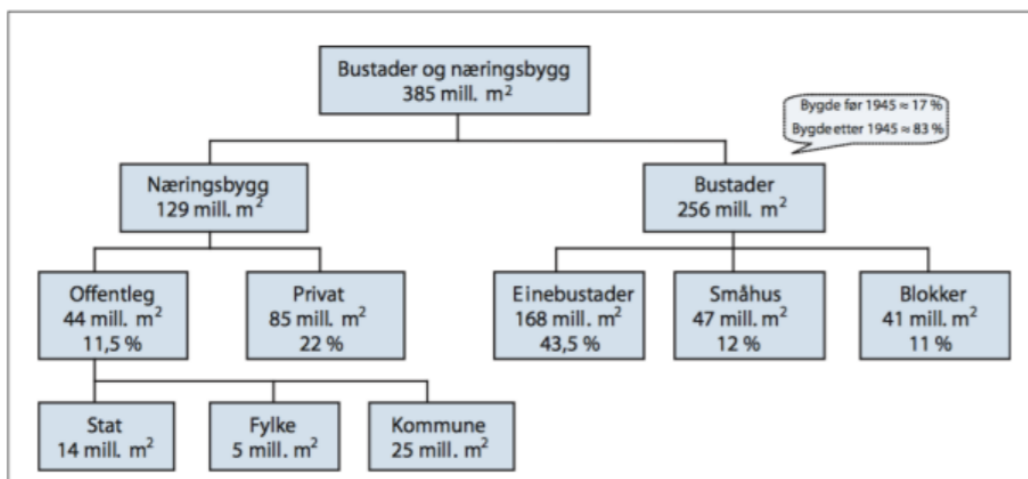 Bustader og næringsbygg
385 mill. m²
Bygde før 1945 ≈ 17 %
Bygde etter 1945 ≈ 83 %
Næringsbygg
129 mill. m²
Bustader
256 mill. m²
Offentleg
44 mill. m²
11,5 %
Privat
85 mill. m²
22 %
Einebustader
168 mill. m²
43,5 %
Småhus
47 mill. m²
12 %
Blokker
41 mill. m²
11 %
Stat
14 mill. m²
Fylke
5 mill. m²
Kommune
25 mill. m²